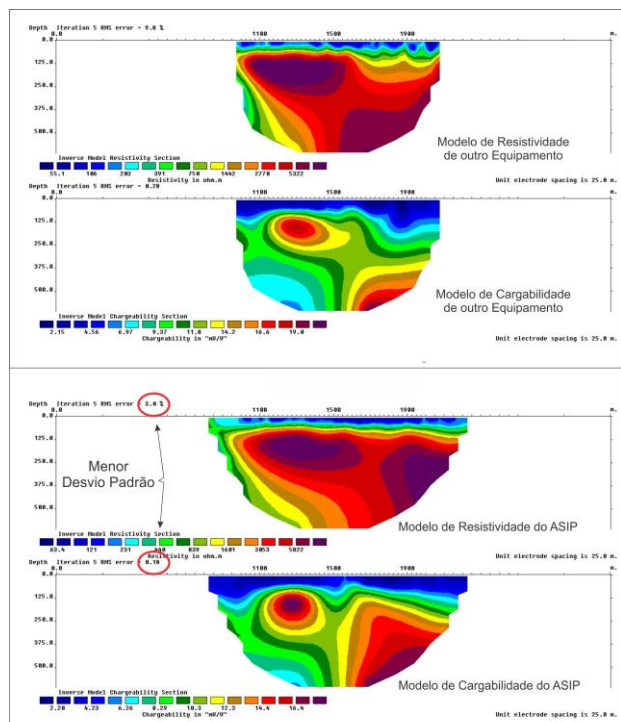 Depth Iteration 5 RMS error = 9.8 % m.
0.0 0.0 1100 1500 1900
125.0
250.0
375.0
500.0
Modelo de Resistividade
de outro Equipamento
Inverse Model Resistivity Section
55.1 106 203 391 750 1442 2770 5322
Resistivity in ohm.m Unit electrode spacing is 25.0 m.
Depth Iteration 5 RMS error = 0.20 m.
0.0 0.0 1100 1500 1900
125.0
250.0
375.0
500.0
Modelo de Cargabilidade
de outro Equipamento
Inverse Model Chargeability Section
2.15 4.56 6.97 9.37 11.8 14.2 16.6 19.0
Chargeability in "mV/V" Unit electrode spacing is 25.0 m.
Depth Iteration 5 RMS error = 3.0 % m.
0.0 0.0 1100 1500 1900
125.0
Menor
Desvio Padrão
250.0
375.0
500.0
Modelo de Resistividade do ASIP
Inverse Model Resistivity Section
63.4 121 231 440 839 1601 3053 5822
Resistivity in ohm.m Unit electrode spacing is 25.0 m.
Depth Iteration 5 RMS error = 0.10 m.
0.0 0.0 1100 1500 1900
125.0
250.0
375.0
500.0
Modelo de Cargabilidade do ASIP
Inverse Model Chargeability Section
2.20 4.23 6.26 8.29 10.3 12.3 14.4 16.4
Chargeability in "mV/V" Unit electrode spacing is 25.0 m.